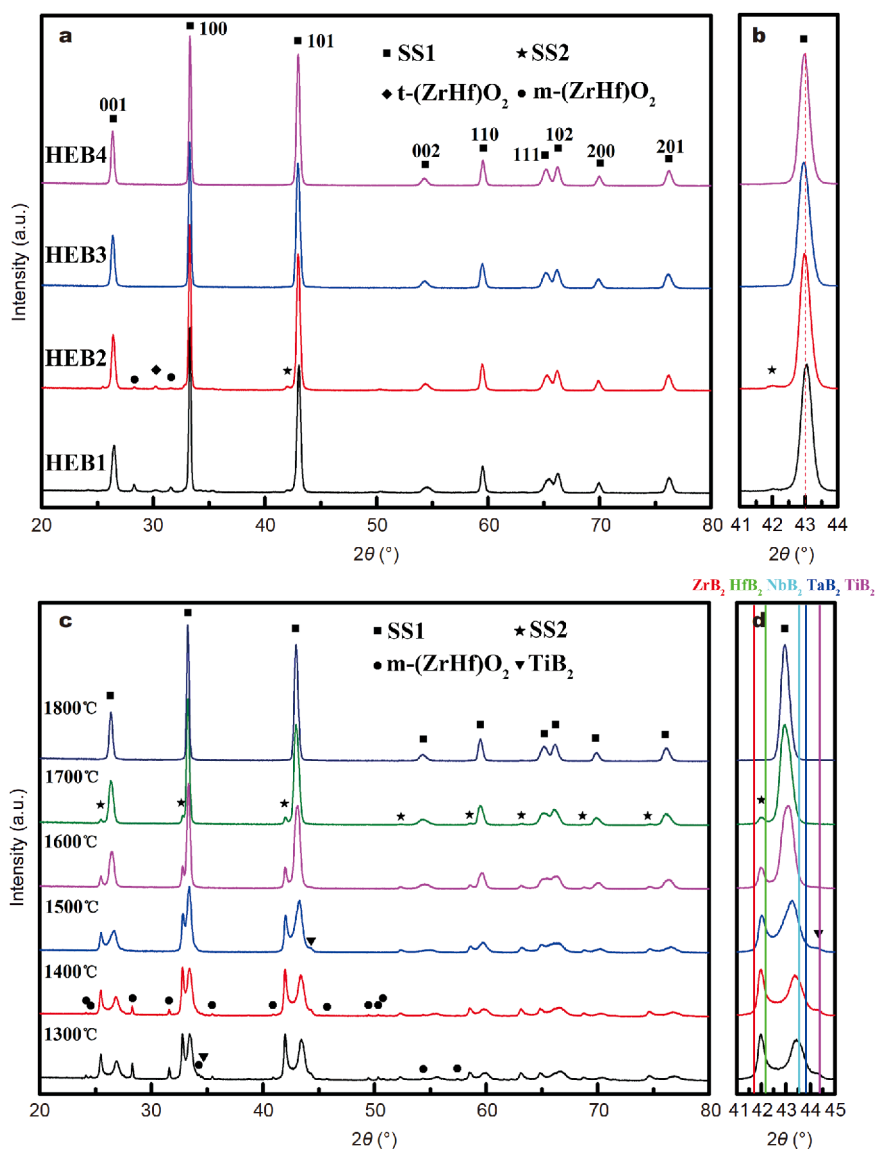 a
■ SS1 ★ SS2
◆ t-(ZrHf)O₂ ● m-(ZrHf)O₂
001
100
101
002
110
111
102
200
201
HEB4
HEB3
HEB2
HEB1
Intensity (a.u.)
20 30 40 50 60 70 80
2θ (°)
b
41 42 43 44
2θ (°)
ZrB₂ HfB₂ NbB₂ TaB₂ TiB₂
c
■ SS1 ★ SS2
● m-(ZrHf)O₂ ▼ TiB₂
1800℃
1700℃
1600℃
1500℃
1400℃
1300℃
Intensity (a.u.)
20 30 40 50 60 70 80
2θ (°)
d
41 42 43 44 45
2θ (°)